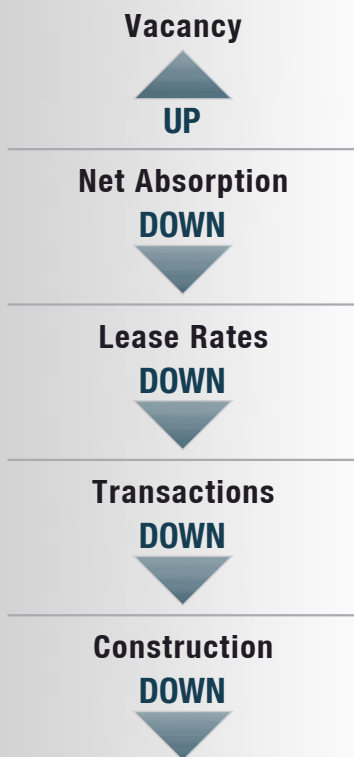 Vacancy
UP
Net Absorption
DOWN
Lease Rates
DOWN
Transactions
DOWN
Construction
DOWN